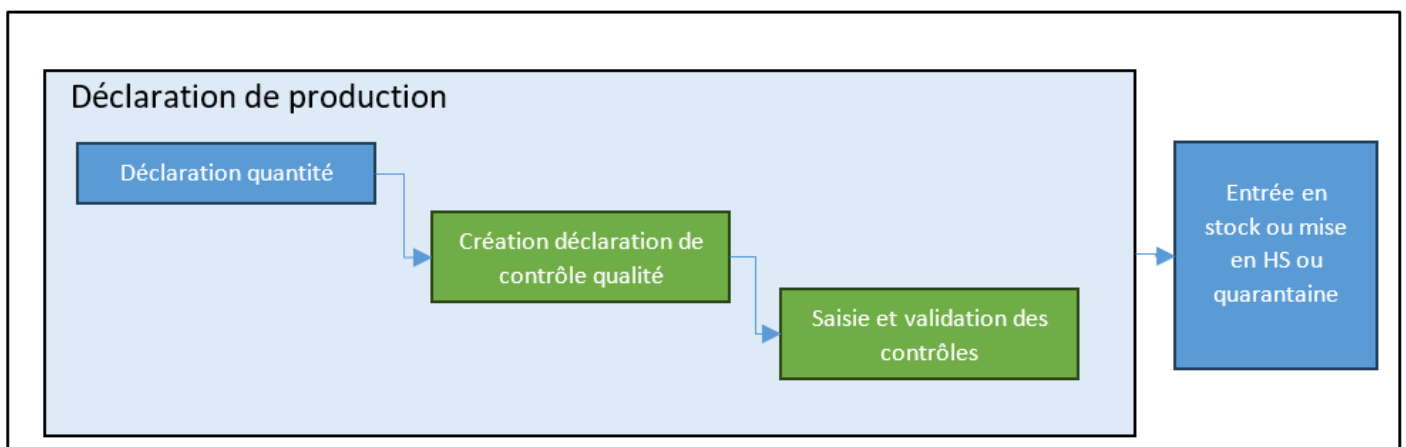 Déclaration de production
Déclaration quantité
Création déclaration de
contrôle qualité
Saisie et validation des
contrôles
Entrée en
stock ou mise
en HS ou
quarantaine